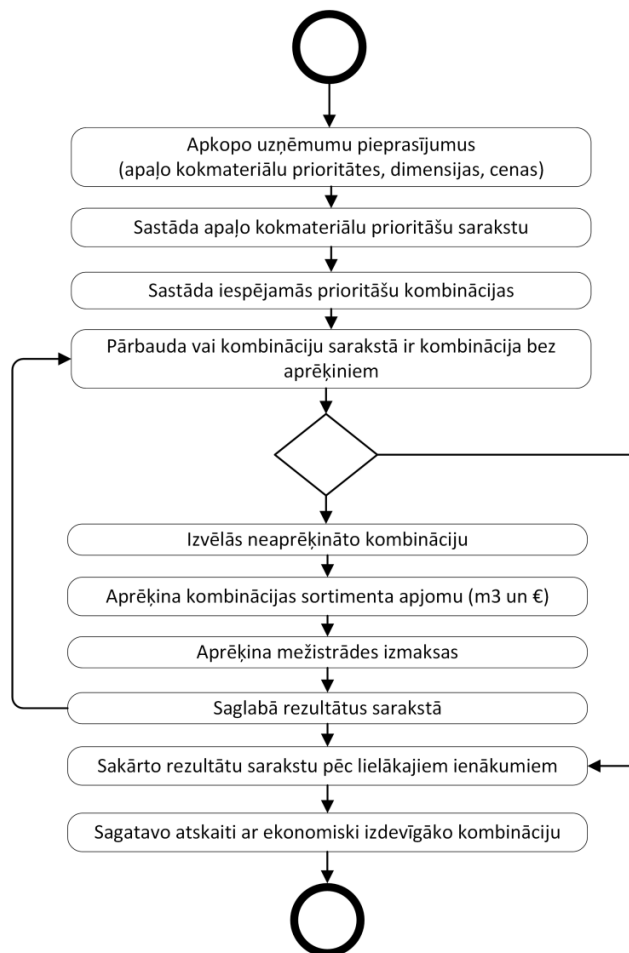 Apkopo uzņēmumu pieprasījumus
(apaļo kokmateriālu prioritātes, dimensijas, cenas)
Sastāda apaļo kokmateriālu prioritāšu sarakstu
Sastāda iespējamās prioritāšu kombinācijas
Pārbauda vai kombināciju sarakstā ir kombinācija bez
aprēķiniem
Izvēlās neaprēķināto kombināciju
Aprēķina kombinācijas sortimenta apjomu (m3 un €)
Aprēķina mežistrādes izmaksas
Saglabā rezultātus sarakstā
Sakārto rezultātu sarakstu pēc lielākajiem ienākumiem
Sagatavo atskaiti ar ekonomiski izdevīgāko kombināciju